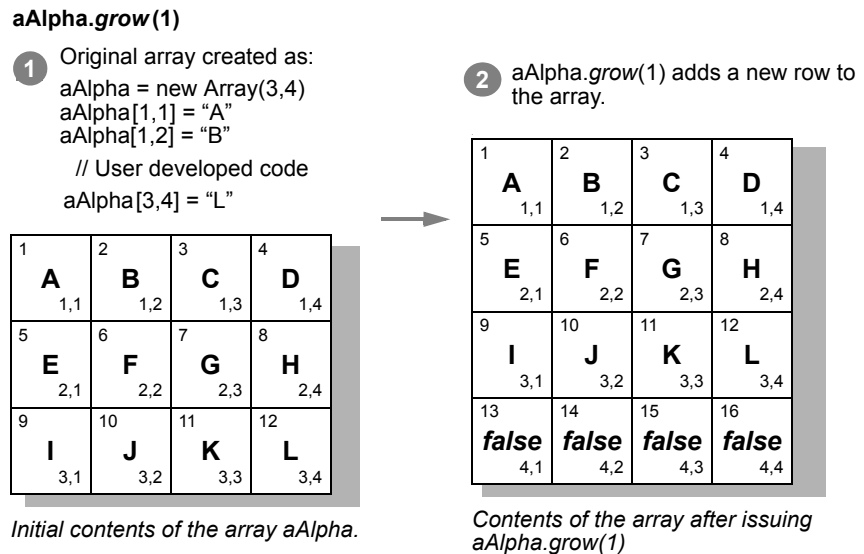 aAlpha.grow(1)
1
Original array created as:
aAlpha = new Array(3,4)
aAlpha[1,1] = “A”
aAlpha[1,2] = “B”
// User developed code
aAlpha[3,4] = “L”
1 2 3 4
A B C D
1,1 1,2 1,3 1,4
5 6 7 8
E F G H
2,1 2,2 2,3 2,4
9 10 11 12
I J K L
3,1 3,2 3,3 3,4
Initial contents of the array aAlpha.
2
aAlpha.grow(1) adds a new row to
the array.
1 2 3 4
A B C D
1,1 1,2 1,3 1,4
5 6 7 8
E F G H
2,1 2,2 2,3 2,4
9 10 11 12
I J K L
3,1 3,2 3,3 3,4
13 14 15 16
false false false false
4,1 4,2 4,3 4,4
Contents of the array after issuing
aAlpha.grow(1)